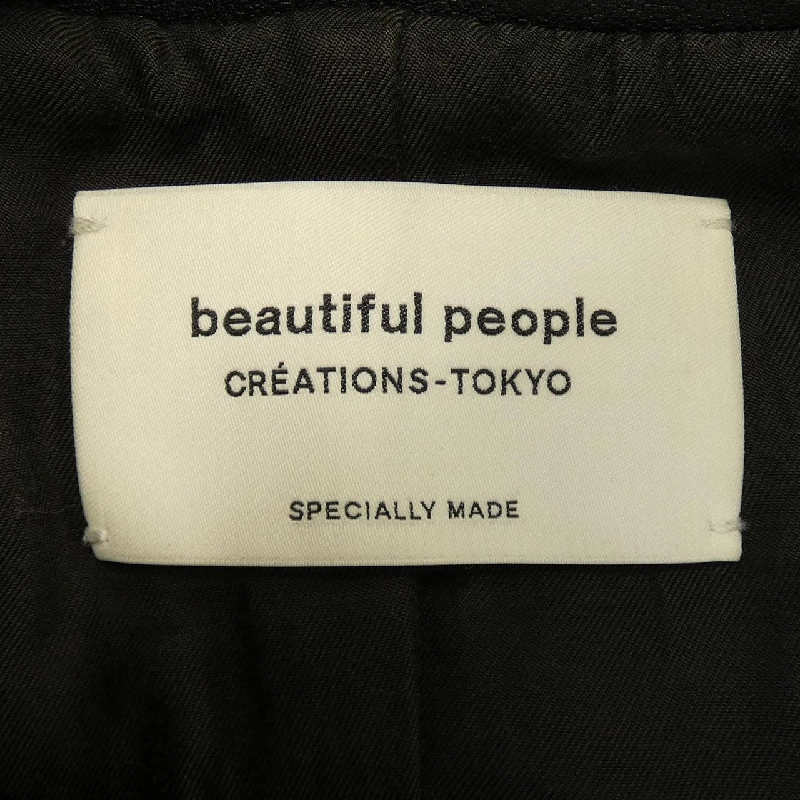 beautiful people
CRÉATIONS-TOKYO
SPECIALLY MADE